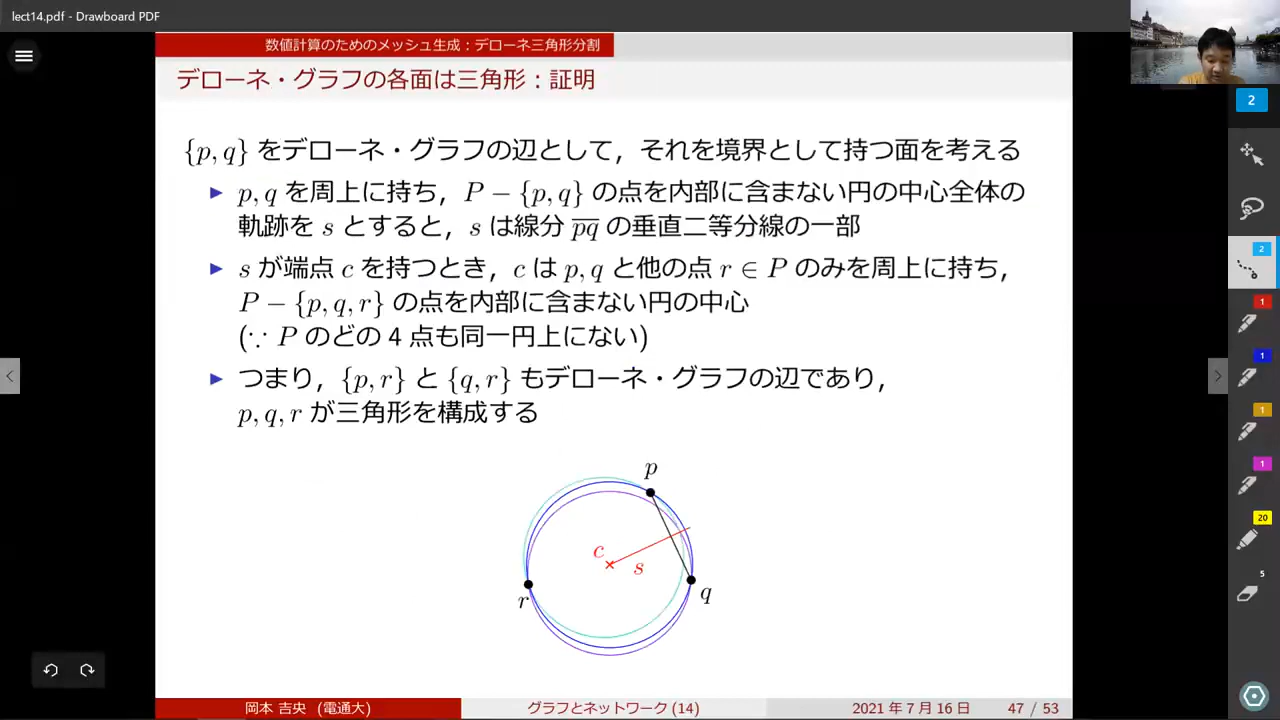 lect14.pdf - Drawboard PDF
数値計算のためのメッシュ生成：デローネ三角形分割
デローネ・グラフの各面は三角形：証明
{p, q} をデローネ・グラフの辺として，それを境界として持つ面を考える
▶ p, q を周上に持ち，P − {p, q} の点を内部に含まない円の中心全体の
軌跡を s とすると，s は線分 p̅q̅ の垂直二等分線の一部
▶ s が端点 c を持つとき，c は p, q と他の点 r ∈ P のみを周上に持ち，
P − {p, q, r} の点を内部に含まない円の中心
(∵ P のどの 4 点も同一円上にない)
▶ つまり，{p, r} と {q, r} もデローネ・グラフの辺であり，
p, q, r が三角形を構成する
p
c
s
r
q
岡本 吉央 (電通大)
グラフとネットワーク (14)
2021 年 7 月 16 日
47 / 53
2
2
1
1
1
1
20
5